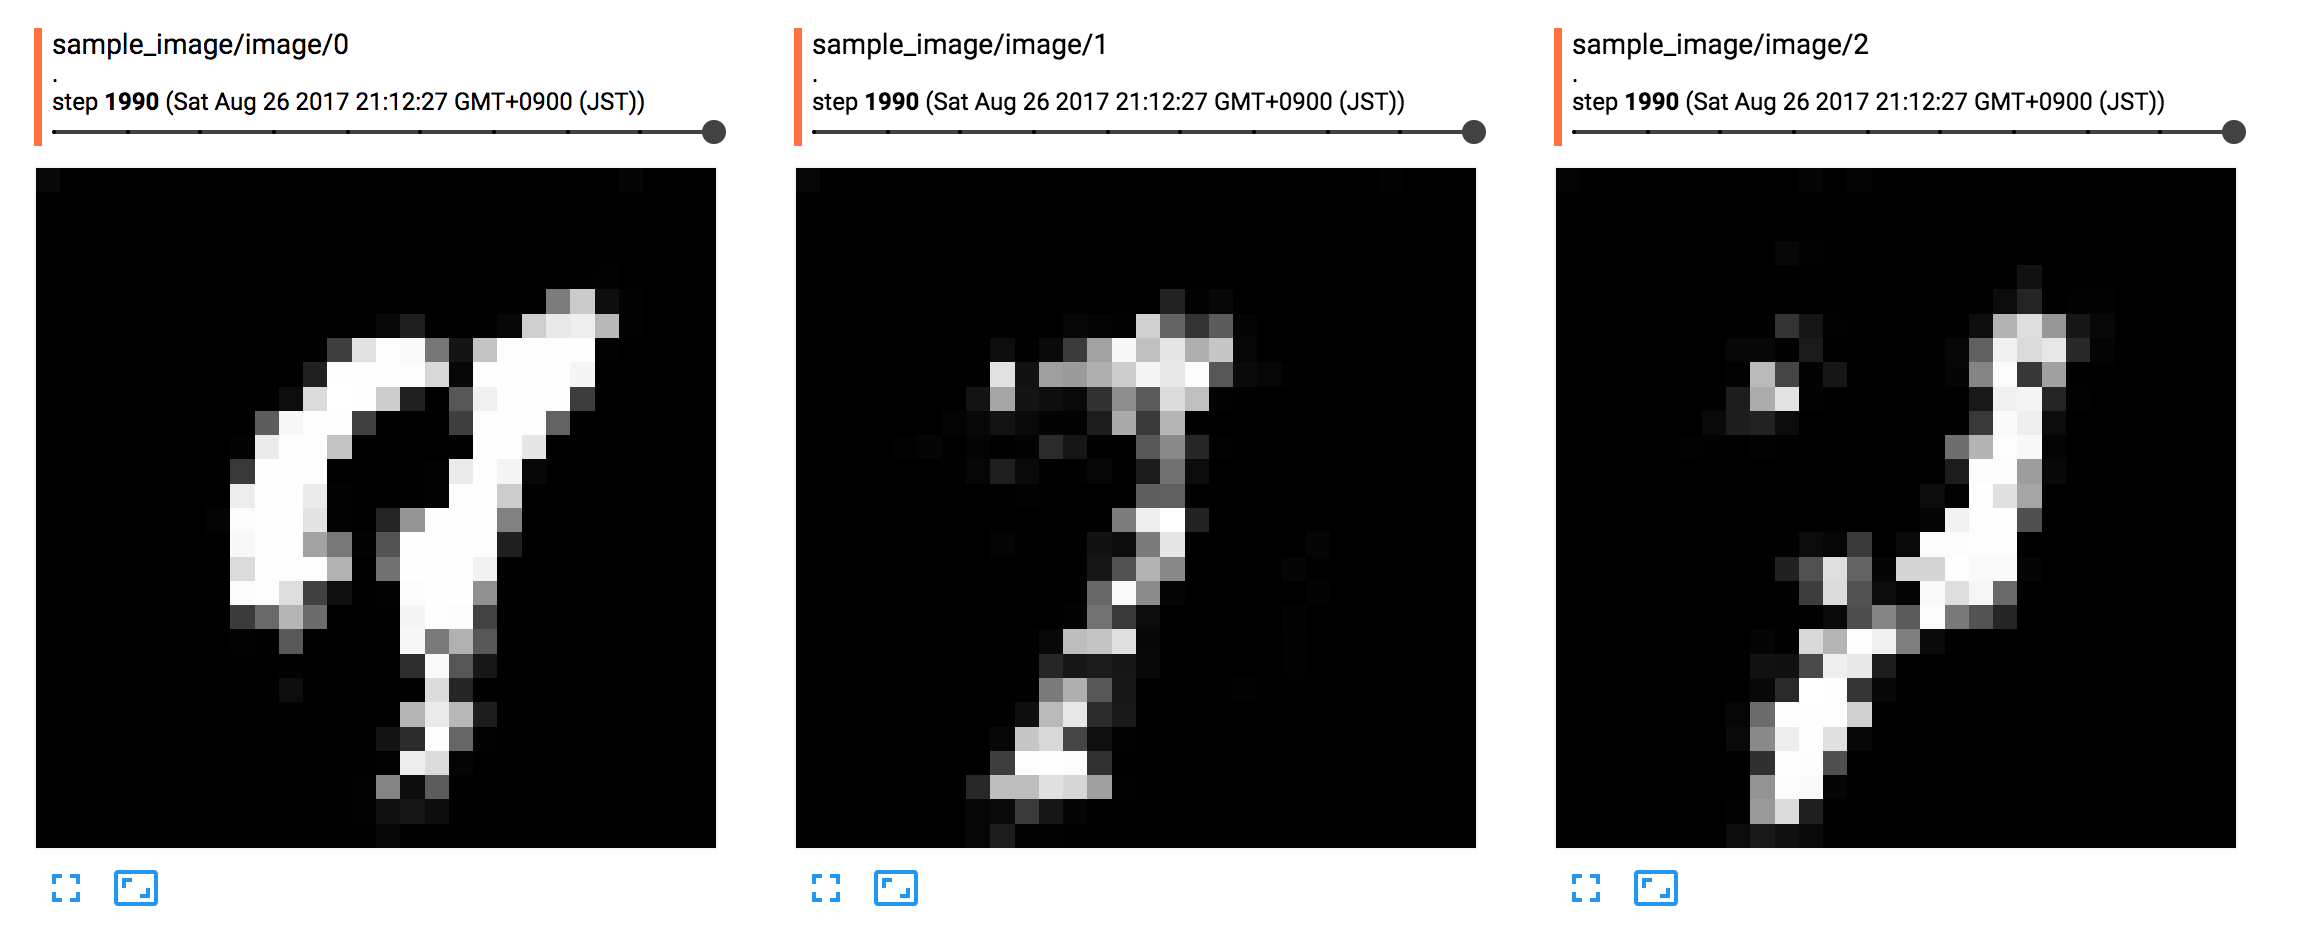 sample_image/image/0
.
step 1990 (Sat Aug 26 2017 21:12:27 GMT+0900 (JST))
sample_image/image/1
.
step 1990 (Sat Aug 26 2017 21:12:27 GMT+0900 (JST))
sample_image/image/2
.
step 1990 (Sat Aug 26 2017 21:12:27 GMT+0900 (JST))